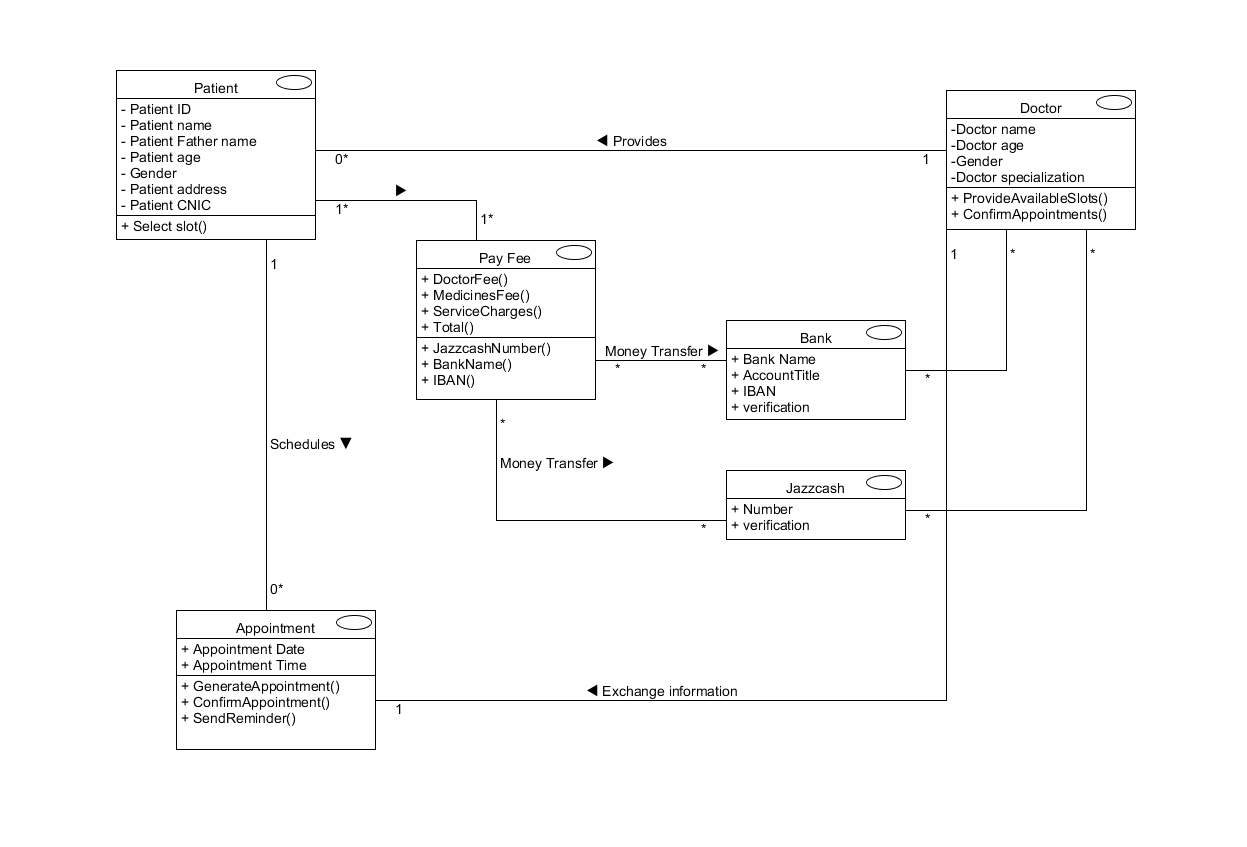 Patient
- Patient ID
- Patient name
- Patient Father name
- Patient age
- Gender
- Patient address
- Patient CNIC
+ Select slot()
Doctor
-Doctor name
-Doctor age
-Gender
-Doctor specialization
+ ProvideAvailableSlots()
+ ConfirmAppointments()
◀ Provides
0*
1
▶
1*
1*
Pay Fee
+ DoctorFee()
+ MedicinesFee()
+ ServiceCharges()
+ Total()
+ JazzcashNumber()
+ BankName()
+ IBAN()
1
1
*
*
Money Transfer ▶
*
*
Bank
+ Bank Name
+ AccountTitle
+ IBAN
+ verification
*
*
Money Transfer ▶
*
Jazzcash
+ Number
+ verification
*
Schedules ▼
0*
Appointment
+ Appointment Date
+ Appointment Time
+ GenerateAppointment()
+ ConfirmAppointment()
+ SendReminder()
◀ Exchange information
1